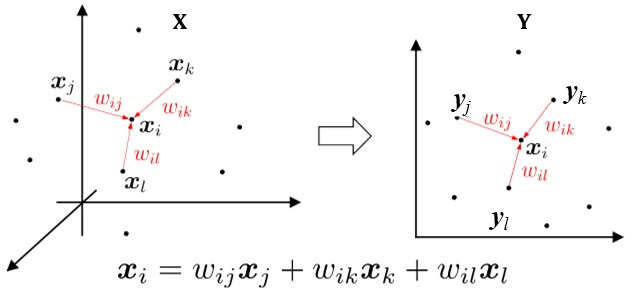 X
Y
x_j
w_ij
x_k
w_ik
x_i
w_il
x_l
y_j
w_ij
y_k
w_ik
x_i
w_il
y_l
x_i = w_ij x_j + w_ik x_k + w_il x_l